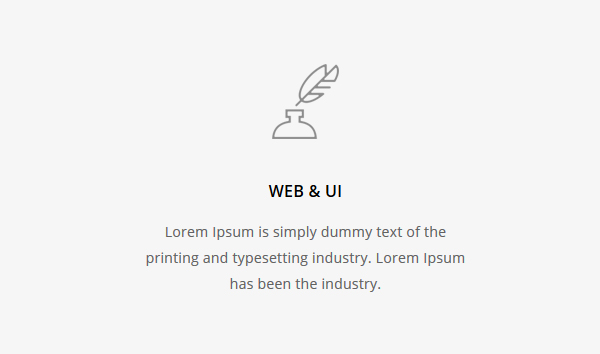 WEB & UI
Lorem Ipsum is simply dummy text of the
printing and typesetting industry. Lorem Ipsum
has been the industry.